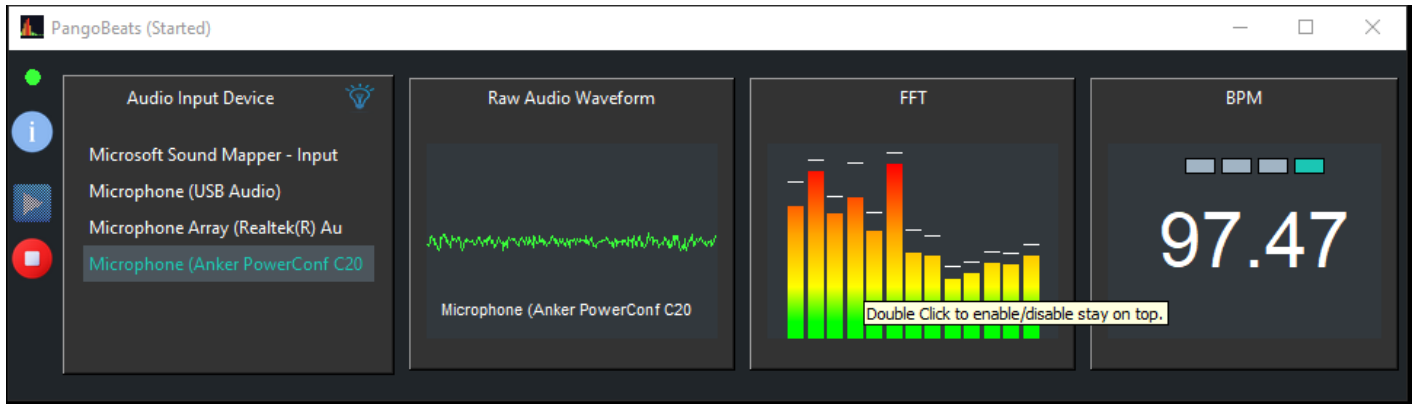 PangoBeats (Started)
Audio Input Device
Microsoft Sound Mapper - Input
Microphone (USB Audio)
Microphone Array (Realtek(R) Au
Microphone (Anker PowerConf C20
Raw Audio Waveform
Microphone (Anker PowerConf C20
FFT
Double Click to enable/disable stay on top.
BPM
97.47